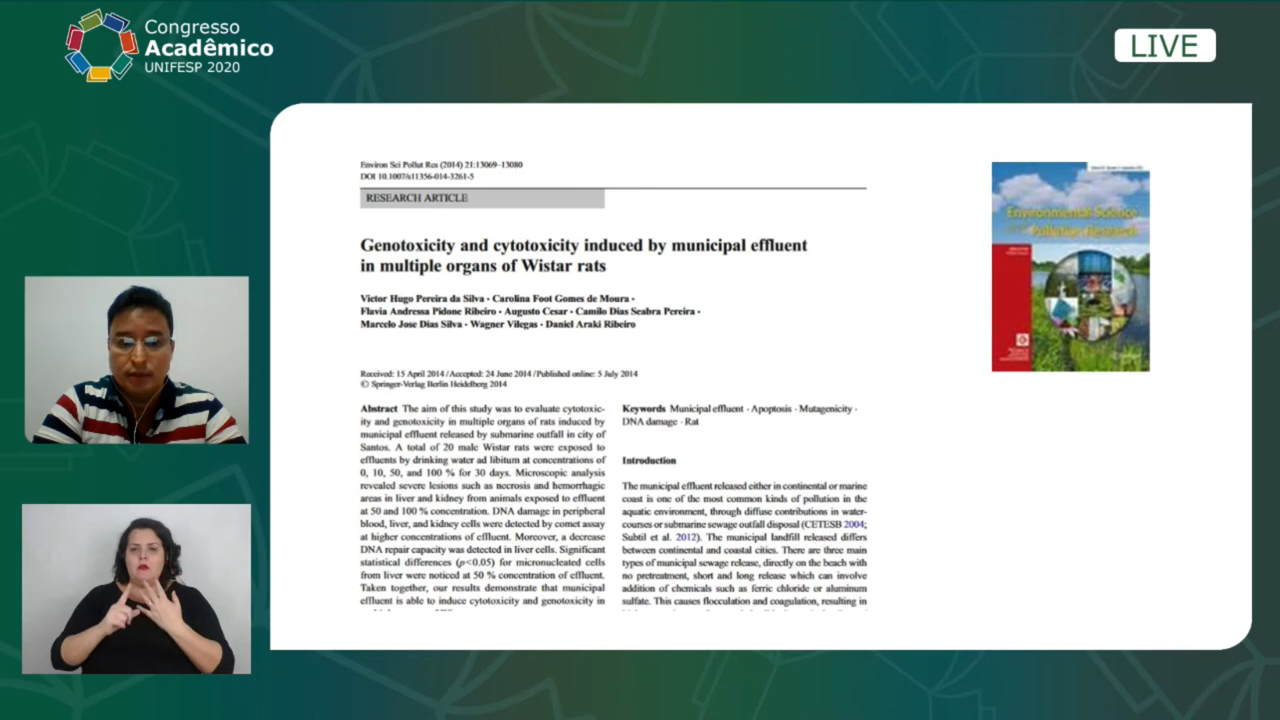 Congresso
Acadêmico
UNIFESP 2020
LIVE
Environ Sci Pollut Res (2014) 21:13069–13080
DOI 10.1007/s11356-014-3261-5
RESEARCH ARTICLE
Genotoxicity and cytotoxicity induced by municipal effluent
in multiple organs of Wistar rats
Victor Hugo Pereira da Silva · Carolina Foot Gomes de Moura ·
Flavia Andressa Pidone Ribeiro · Augusto Cesar · Camilo Dias Seabra Pereira ·
Marcelo Jose Dias Silva · Wagner Vilegas · Daniel Araki Ribeiro
Received: 15 April 2014 / Accepted: 24 June 2014 / Published online: 5 July 2014
© Springer-Verlag Berlin Heidelberg 2014
Abstract The aim of this study was to evaluate cytotoxic-
ity and genotoxicity in multiple organs of rats induced by
municipal effluent released by submarine outfall in city of
Santos. A total of 20 male Wistar rats were exposed to
effluents by drinking water ad libitum at concentrations of
0, 10, 50, and 100 % for 30 days. Microscopic analysis
revealed severe lesions such as necrosis and hemorrhagic
areas in liver and kidney from animals exposed to effluent
at 50 and 100 % concentration. DNA damage in peripheral
blood, liver, and kidney cells were detected by comet assay
at higher concentrations of effluent. Moreover, a decrease
DNA repair capacity was detected in liver cells. Significant
statistical differences (p<0.05) for micronucleated cells
from liver were noticed at 50 % concentration of effluent.
Taken together, our results demonstrate that municipal
effluent is able to induce cytotoxicity and genotoxicity in
Keywords Municipal effluent · Apoptosis · Mutagenicity ·
DNA damage · Rat
Introduction
The municipal effluent released either in continental or marine
coast is one of the most common kinds of pollution in the
aquatic environment, through diffuse contributions in water-
courses or submarine sewage outfall disposal (CETESB 2004;
Subtil et al. 2012). The municipal landfill released differs
between continental and coastal cities. There are three main
types of municipal sewage release, directly on the beach with
no pretreatment, short and long release which can involve
addition of chemicals such as ferric chloride or aluminum
sulfate. This causes flocculation and coagulation, resulting in
Environmental Science
Pollution Research